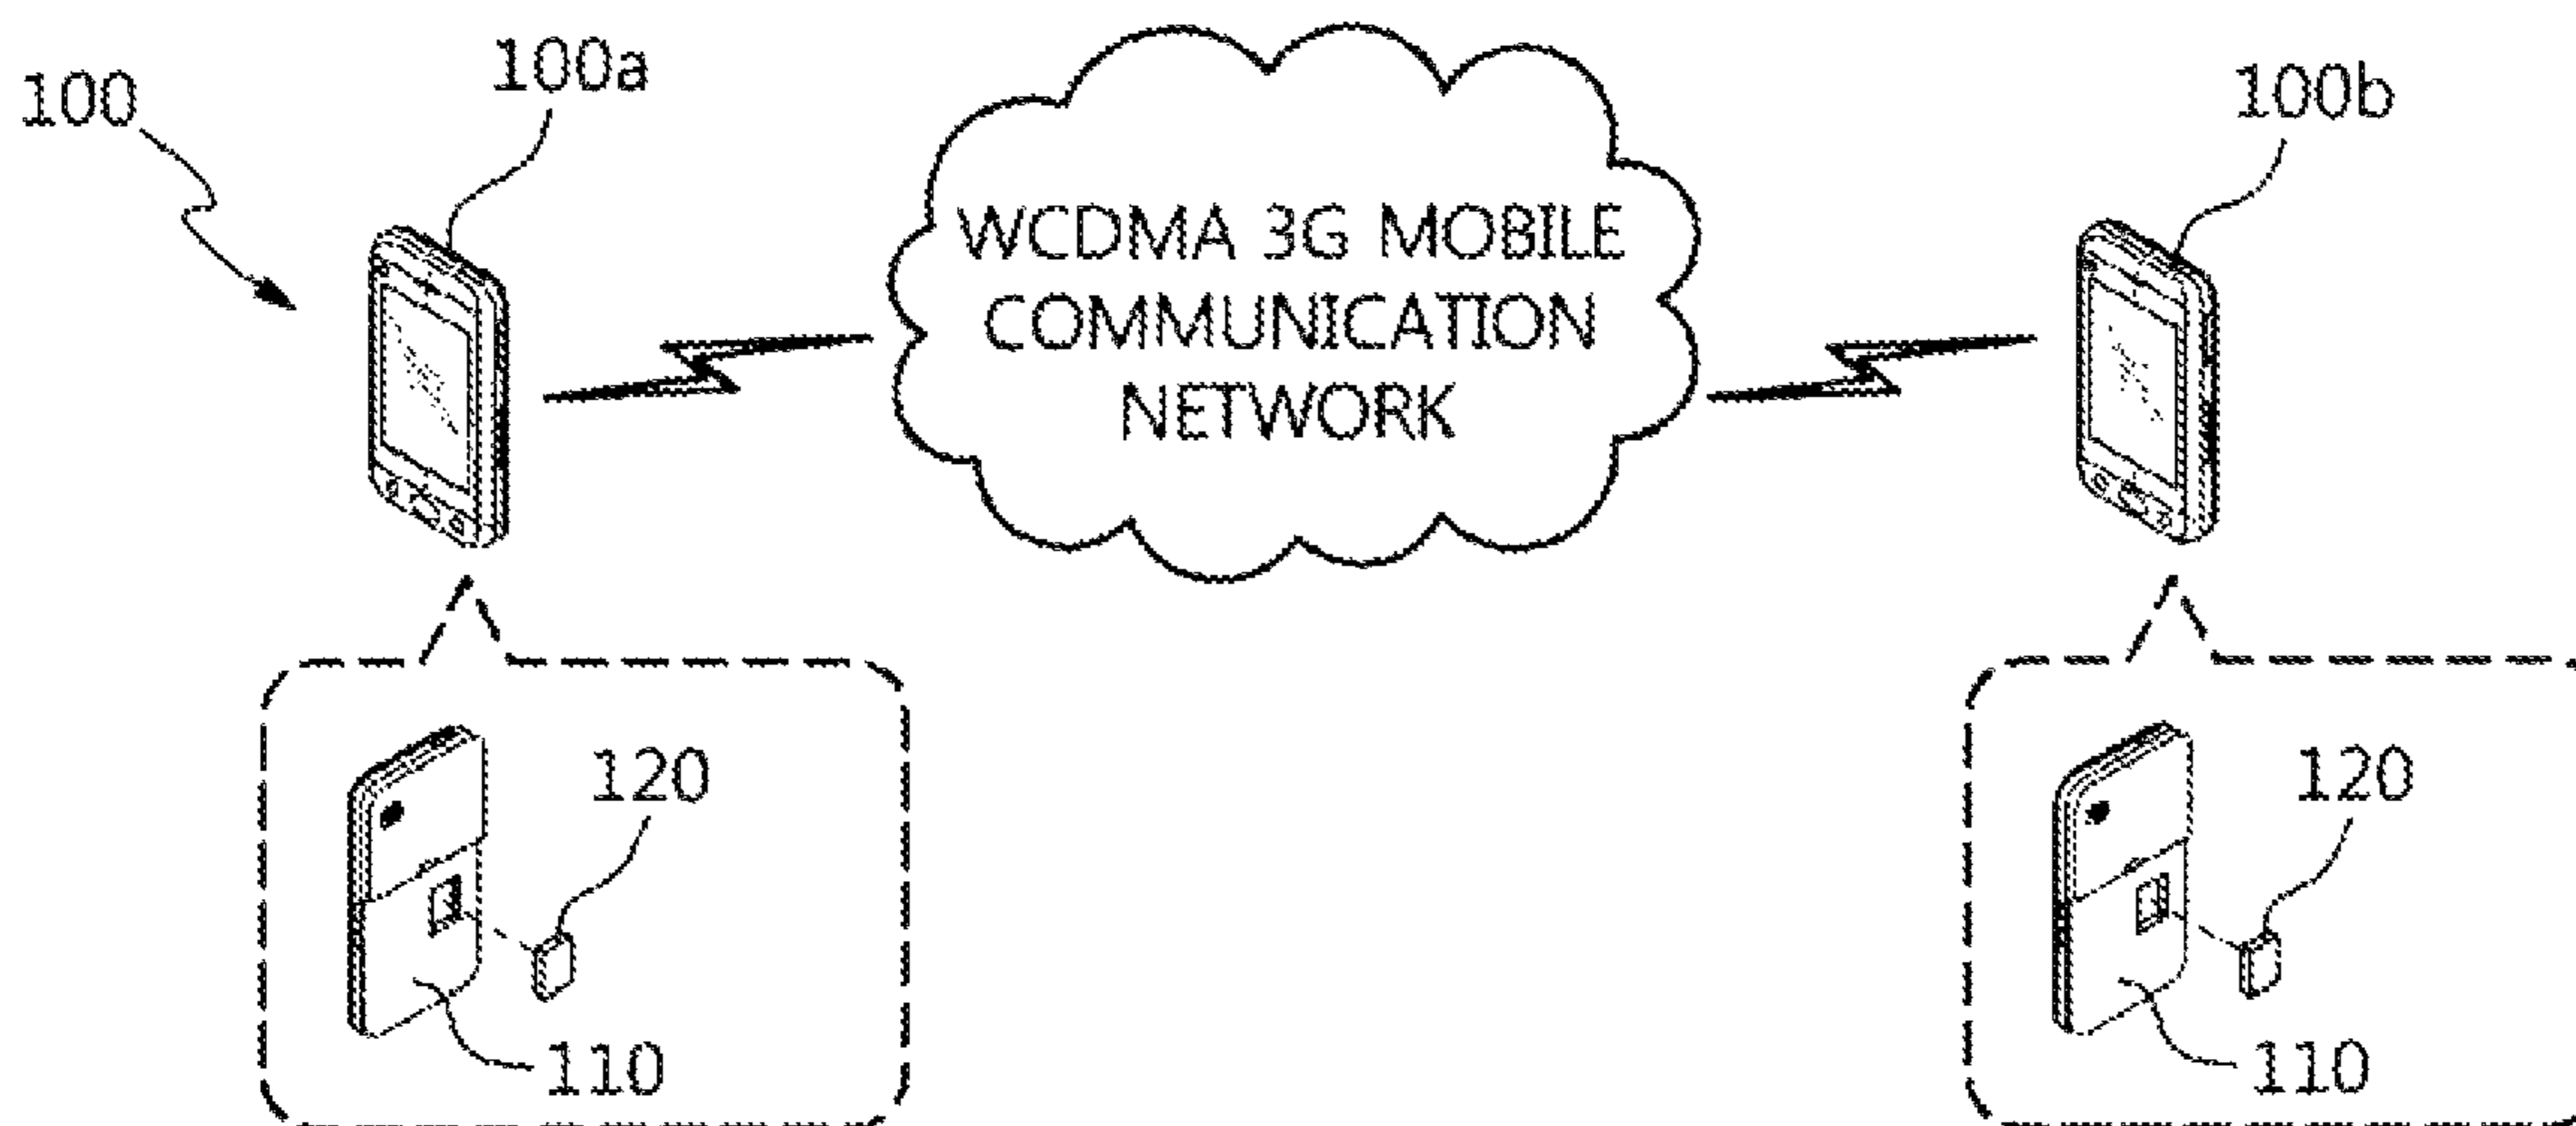 100
100a
100b
WCDMA 3G MOBILE
COMMUNICATION
NETWORK
120
110
120
110